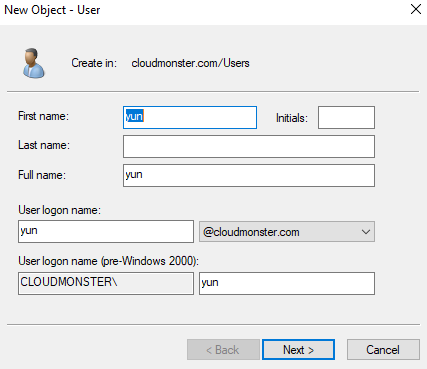 New Object - User
Create in: cloudmonster.com/Users
First name: yun Initials:
Last name:
Full name: yun
User logon name:
yun @cloudmonster.com
User logon name (pre-Windows 2000):
CLOUDMONSTER\ yun
< Back Next > Cancel